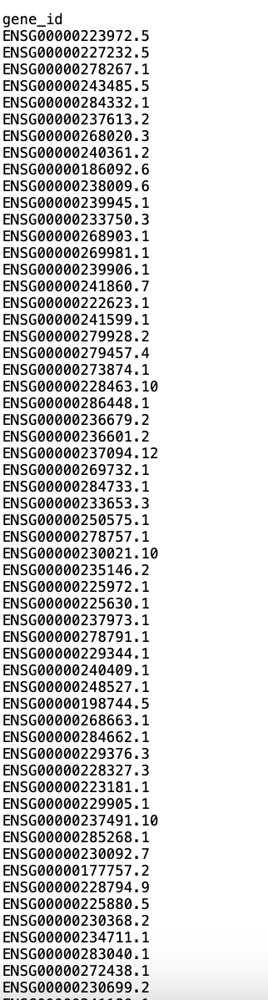 gene_id
ENSG00000223972.5
ENSG00000227232.5
ENSG00000278267.1
ENSG00000243485.5
ENSG00000284332.1
ENSG00000237613.2
ENSG00000268020.3
ENSG00000240361.2
ENSG00000186092.6
ENSG00000238009.6
ENSG00000239945.1
ENSG00000233750.3
ENSG00000268903.1
ENSG00000269981.1
ENSG00000239906.1
ENSG00000241860.7
ENSG00000222623.1
ENSG00000241599.1
ENSG00000279928.2
ENSG00000279457.4
ENSG00000273874.1
ENSG00000228463.10
ENSG00000286448.1
ENSG00000236679.2
ENSG00000236601.2
ENSG00000237094.12
ENSG00000269732.1
ENSG00000284733.1
ENSG00000233653.3
ENSG00000250575.1
ENSG00000278757.1
ENSG00000230021.10
ENSG00000235146.2
ENSG00000225972.1
ENSG00000225630.1
ENSG00000237973.1
ENSG00000278791.1
ENSG00000229344.1
ENSG00000240409.1
ENSG00000248527.1
ENSG00000198744.5
ENSG00000268663.1
ENSG00000284662.1
ENSG00000229376.3
ENSG00000228327.3
ENSG00000223181.1
ENSG00000229905.1
ENSG00000237491.10
ENSG00000285268.1
ENSG00000230092.7
ENSG00000177757.2
ENSG00000228794.9
ENSG00000225880.5
ENSG00000230368.2
ENSG00000234711.1
ENSG00000283040.1
ENSG00000272438.1
ENSG00000230699.2